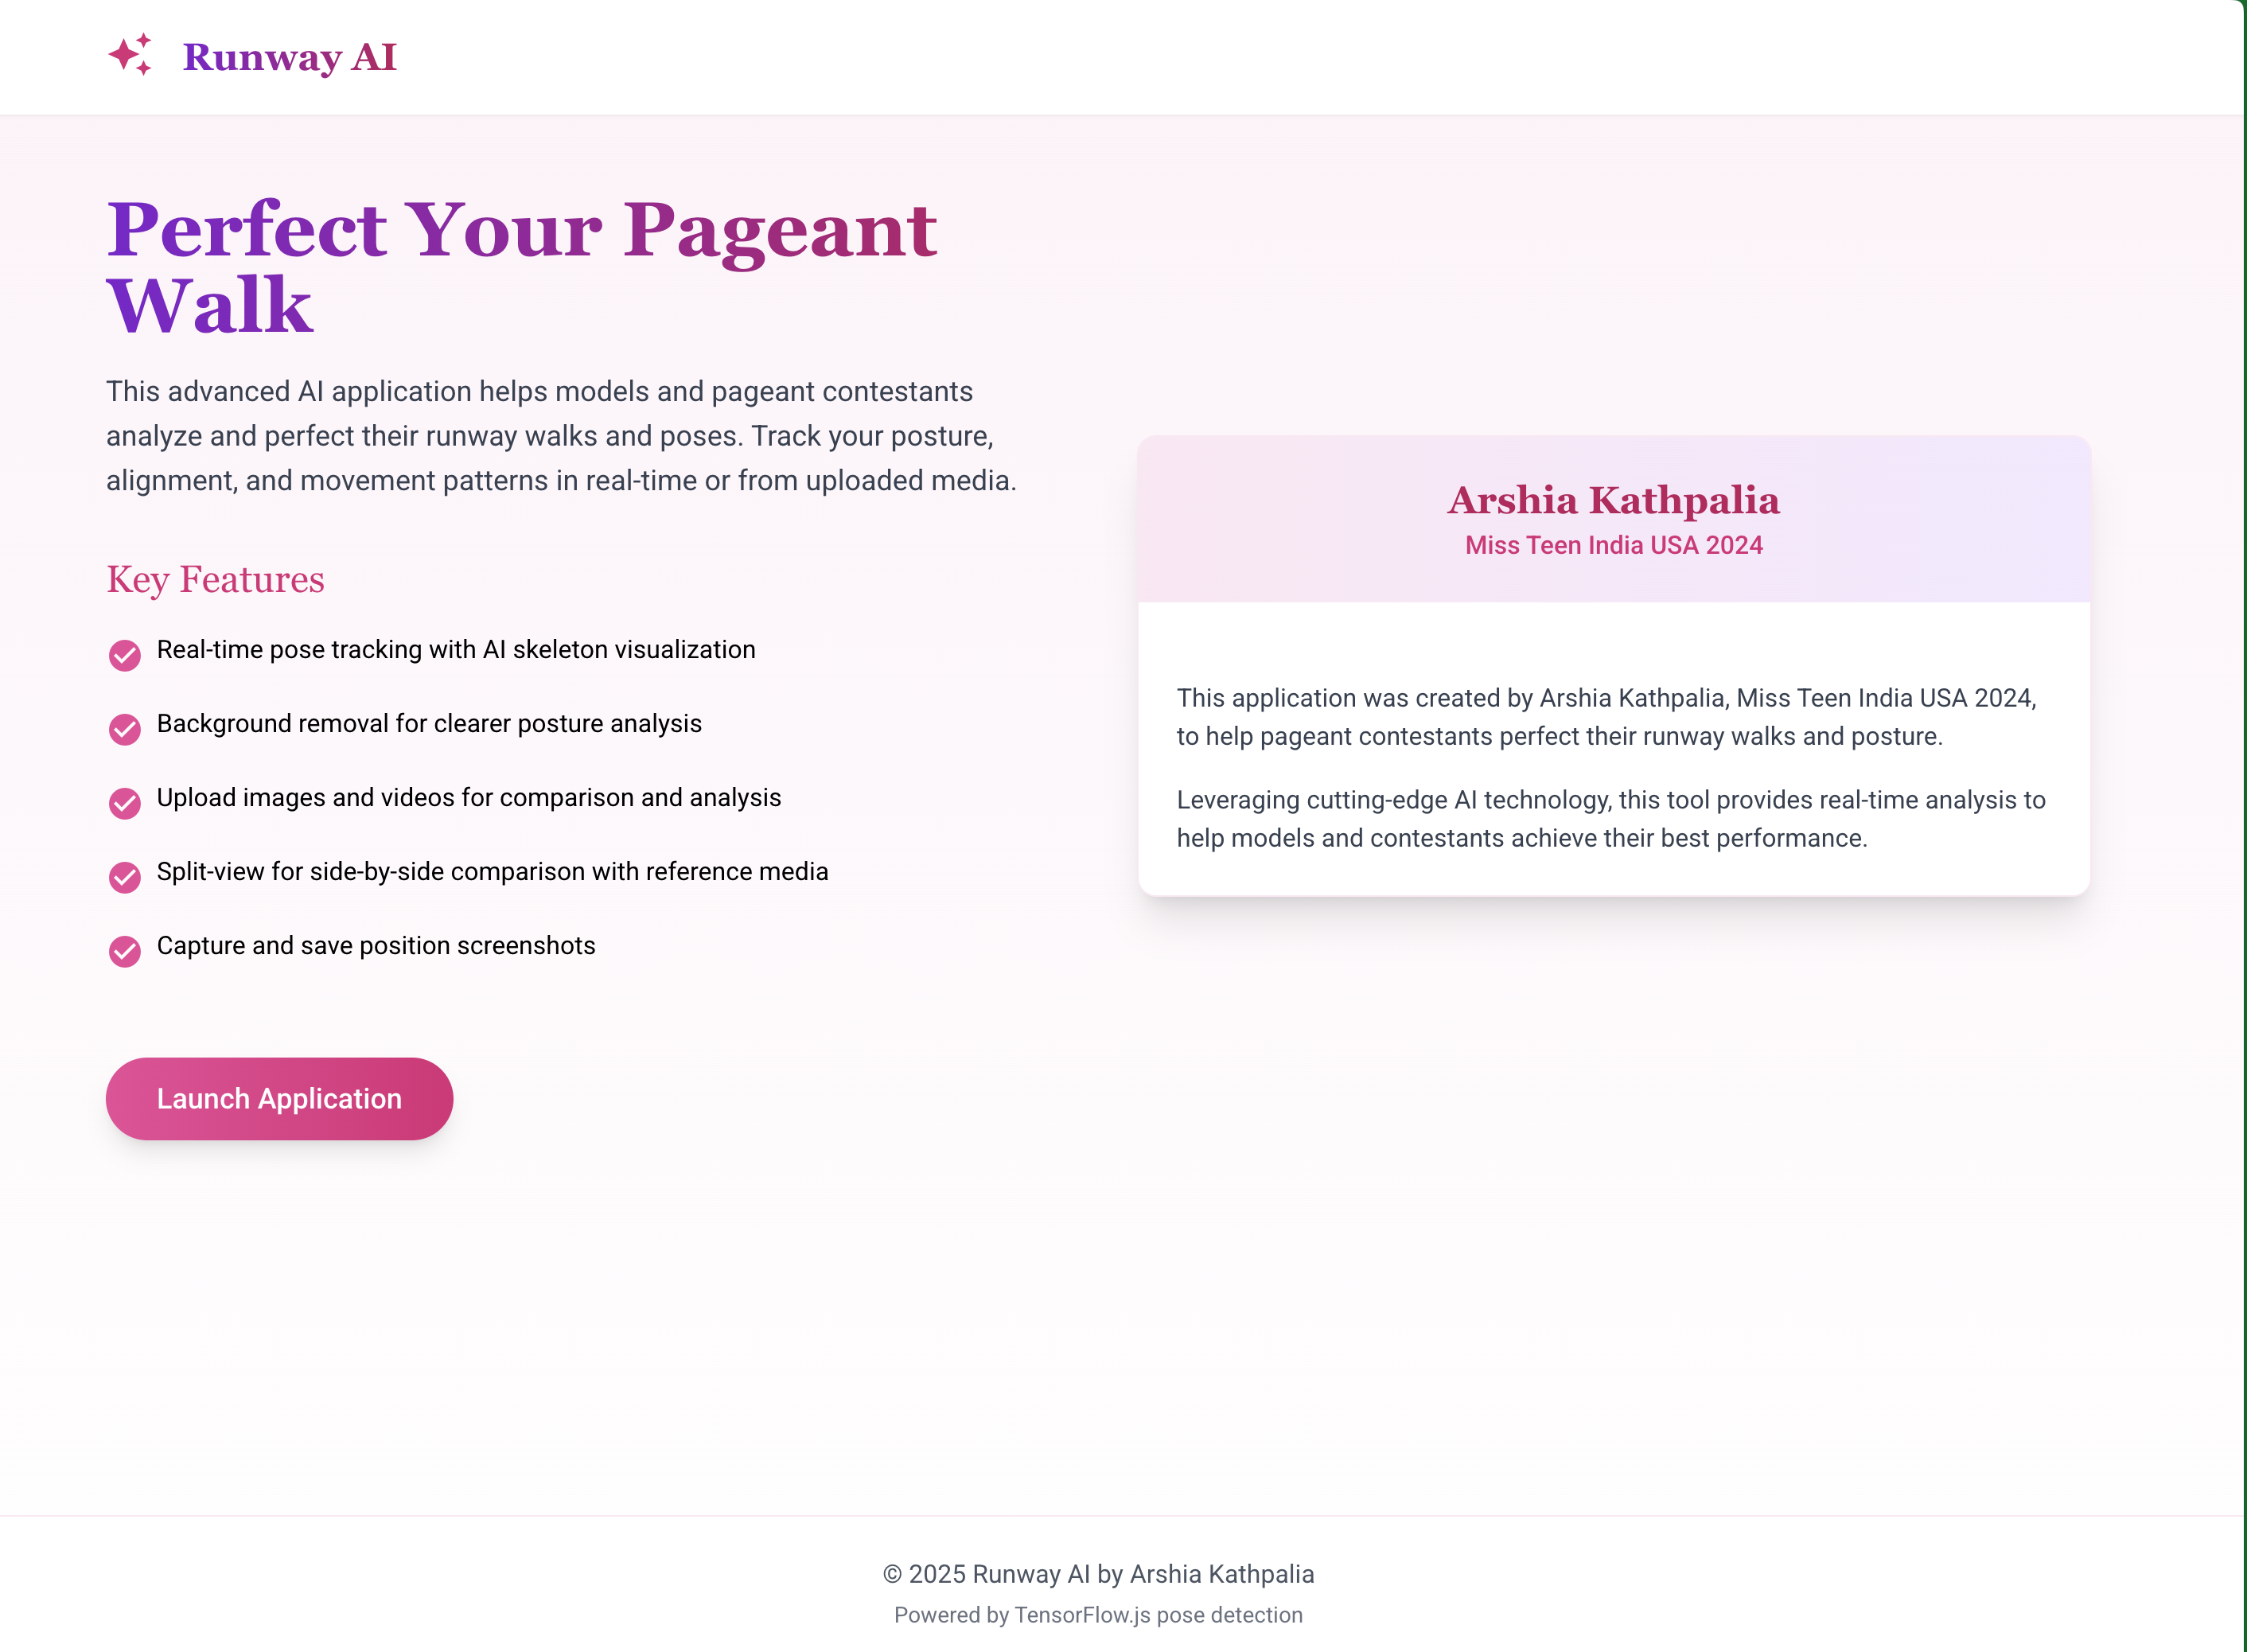 Runway AI
Perfect Your Pageant
Walk
This advanced AI application helps models and pageant contestants
analyze and perfect their runway walks and poses. Track your posture,
alignment, and movement patterns in real-time or from uploaded media.
Key Features
Real-time pose tracking with AI skeleton visualization
Background removal for clearer posture analysis
Upload images and videos for comparison and analysis
Split-view for side-by-side comparison with reference media
Capture and save position screenshots
Launch Application
Arshia Kathpalia
Miss Teen India USA 2024
This application was created by Arshia Kathpalia, Miss Teen India USA 2024,
to help pageant contestants perfect their runway walks and posture.
Leveraging cutting-edge AI technology, this tool provides real-time analysis to
help models and contestants achieve their best performance.
© 2025 Runway AI by Arshia Kathpalia
Powered by TensorFlow.js pose detection